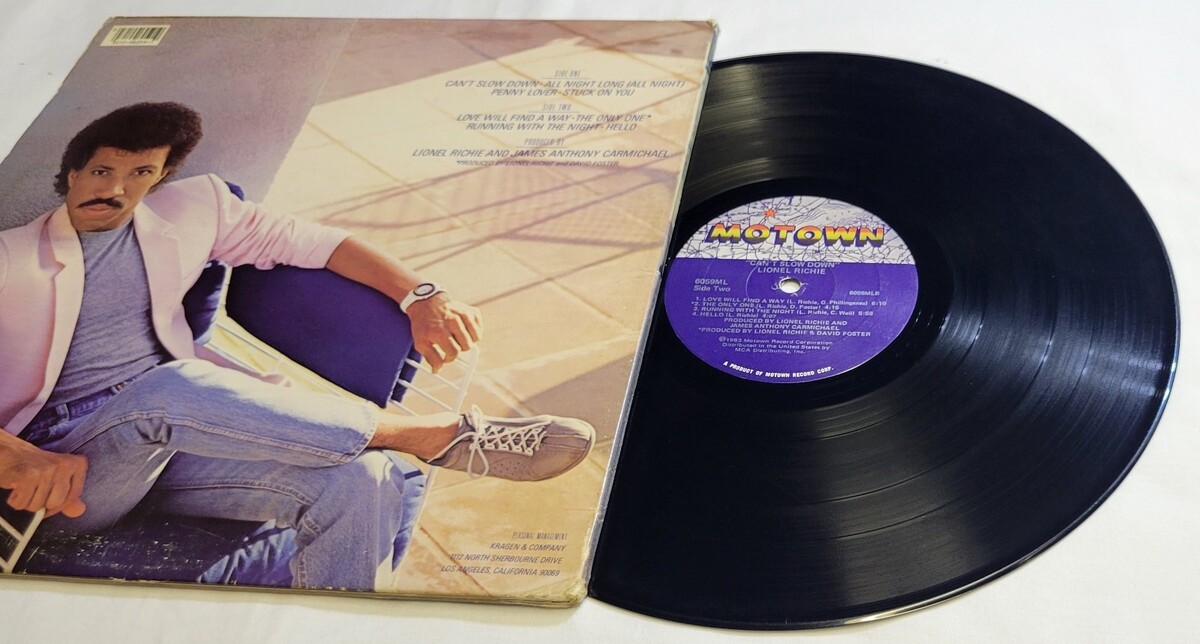 SIDE ONE
CAN'T SLOW DOWN · ALL NIGHT LONG (ALL NIGHT)
PENNY LOVER · STUCK ON YOU
SIDE TWO
LOVE WILL FIND A WAY · THE ONLY ONE*
RUNNING WITH THE NIGHT · HELLO
PRODUCED BY
LIONEL RICHIE AND JAMES ANTHONY CARMICHAEL
*PRODUCED BY LIONEL RICHIE and DAVID FOSTER
PERSONAL MANAGEMENT
KRAGEN & COMPANY
1112 NORTH SHERBOURNE DRIVE
LOS ANGELES, CALIFORNIA 90069
MOTOWN
"CAN'T SLOW DOWN"
LIONEL RICHIE
6059ML
Side Two
6059MLB
1. LOVE WILL FIND A WAY (L. Richie, G. Phillinganes) 6:10
*2. THE ONLY ONE (L. Richie, D. Foster) 4:16
3. RUNNING WITH THE NIGHT (L. Richie, C. Weil) 5:58
4. HELLO (L. Richie) 4:07
PRODUCED BY LIONEL RICHIE AND
JAMES ANTHONY CARMICHAEL
*PRODUCED BY LIONEL RICHIE & DAVID FOSTER
℗1983 Motown Record Corporation
Distributed in the United States by
MCA Distributing, Inc.
A PRODUCT OF MOTOWN RECORD CORP.